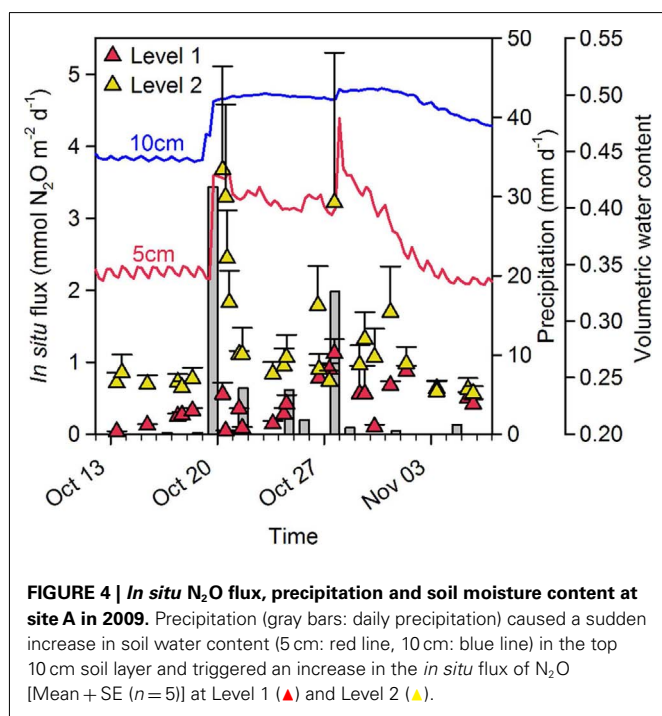 Level 1
Level 2
10cm
5cm
In situ flux (mmol N₂O m⁻² d⁻¹)
5
4
3
2
1
0
Precipitation (mm d⁻¹)
50
40
30
20
10
0
Volumetric water content
0.55
0.50
0.45
0.40
0.35
0.30
0.25
0.20
Oct 13
Oct 20
Oct 27
Nov 03
Time
FIGURE 4 | In situ N₂O flux, precipitation and soil moisture content at
site A in 2009. Precipitation (gray bars: daily precipitation) caused a sudden
increase in soil water content (5 cm: red line, 10 cm: blue line) in the top
10 cm soil layer and triggered an increase in the in situ flux of N₂O
[Mean + SE (n = 5)] at Level 1 (▲) and Level 2 (▲).